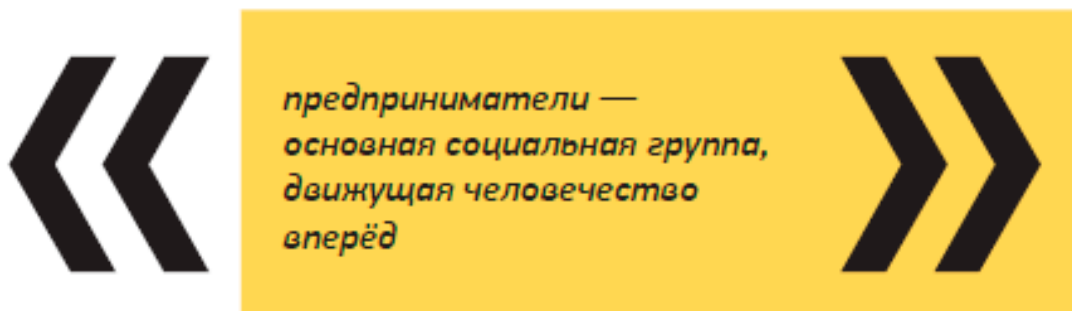 «
предприниматели —
основная социальная группа,
движущая человечество
вперёд
»